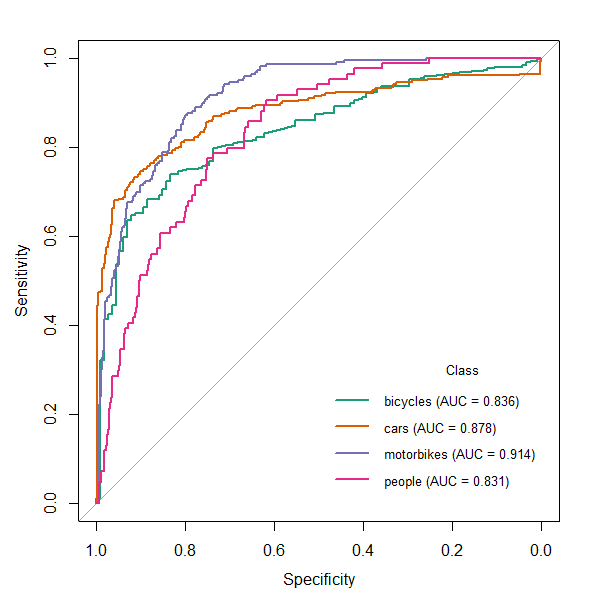 1.0
0.8
0.6
0.4
0.2
0.0
Sensitivity
Class
bicycles (AUC = 0.836)
cars (AUC = 0.878)
motorbikes (AUC = 0.914)
people (AUC = 0.831)
1.0 0.8 0.6 0.4 0.2 0.0
Specificity